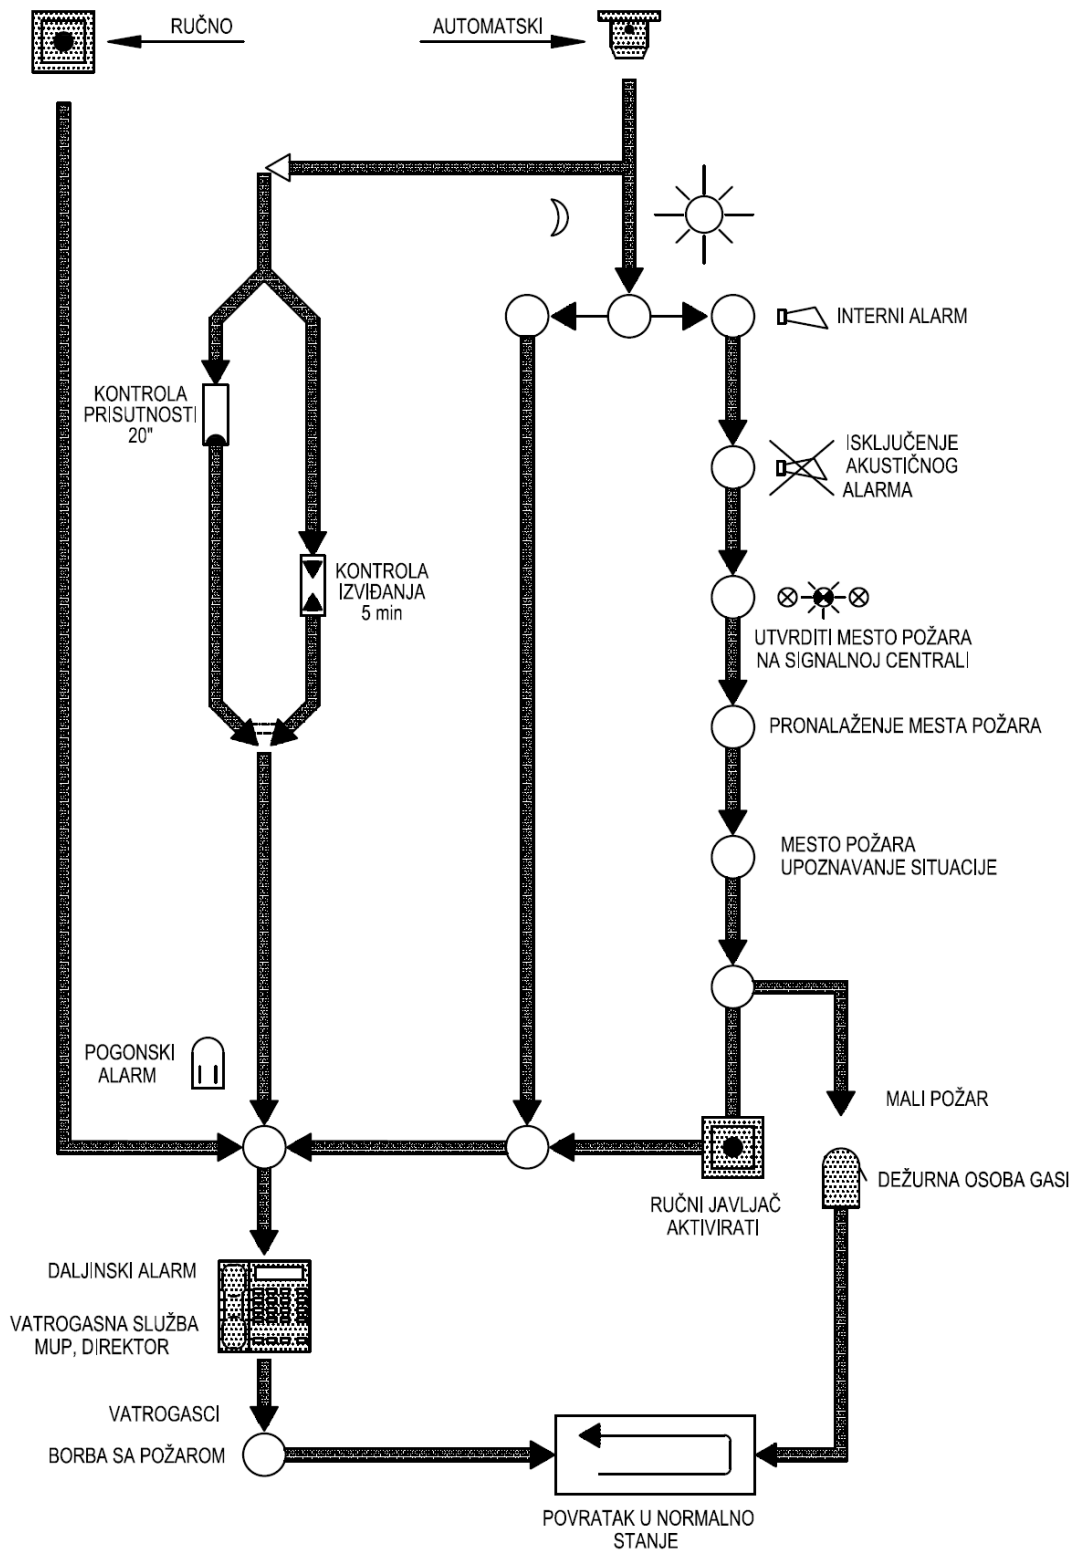 RUČNO
AUTOMATSKI
INTERNI ALARM
KONTROLA
PRISUTNOSTI
20"
ISKLJUČENJE
AKUSTIČNOG
ALARMA
KONTROLA
IZVIĐANJA
5 min
UTVRDITI MESTO POŽARA
NA SIGNALNOJ CENTRALI
PRONALAŽENJE MESTA POŽARA
MESTO POŽARA
UPOZNAVANJE SITUACIJE
POGONSKI
ALARM
MALI POŽAR
DEŽURNA OSOBA GASI
RUČNI JAVLJAČ
AKTIVIRATI
DALJINSKI ALARM
VATROGASNA SLUŽBA
MUP, DIREKTOR
VATROGASCI
BORBA SA POŽAROM
POVRATAK U NORMALNO
STANJE